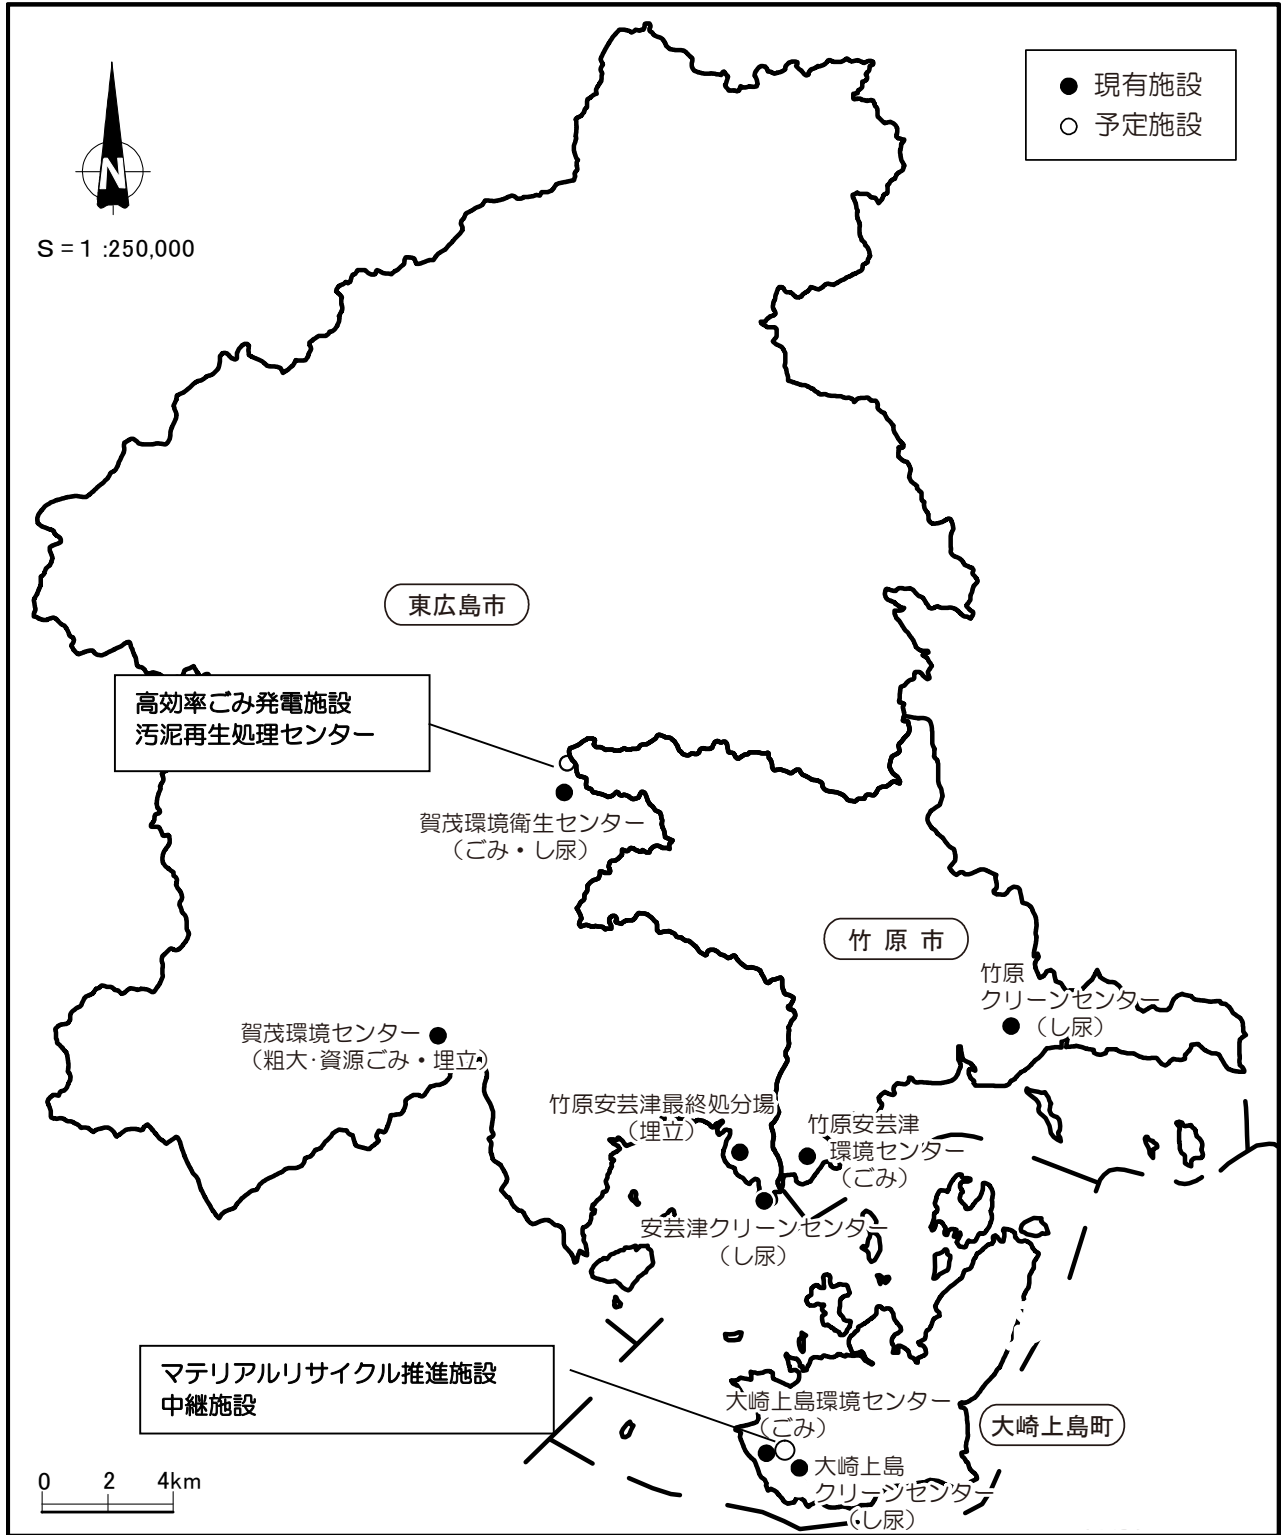 現有施設
予定施設
N
S = 1 :250,000
東広島市
高効率ごみ発電施設
汚泥再生処理センター
賀茂環境衛生センター
（ごみ・し尿）
竹原市
竹原
クリーンセンター
（し尿）
賀茂環境センター
（粗大・資源ごみ・埋立）
竹原安芸津最終処分場
（埋立）
竹原安芸津
環境センター
（ごみ）
安芸津クリーンセンター
（し尿）
マテリアルリサイクル推進施設
中継施設
大崎上島環境センター
（ごみ）
大崎上島町
大崎上島
クリーンセンター
（し尿）
0 2 4km